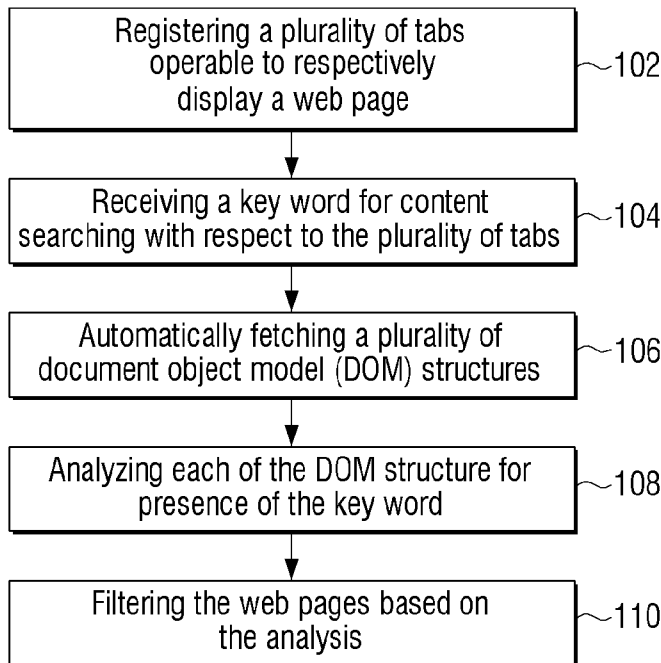 Registering a plurality of tabs
operable to respectively
display a web page
102
Receiving a key word for content
searching with respect to the plurality of tabs
104
Automatically fetching a plurality of
document object model (DOM) structures
106
Analyzing each of the DOM structure for
presence of the key word
108
Filtering the web pages based on
the analysis
110